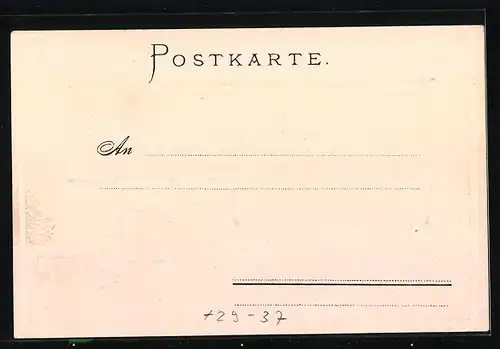 POSTKARTE.
An
+29-37